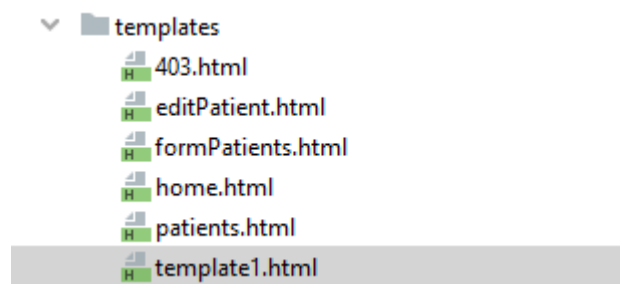 templates
H 403.html
H editPatient.html
H formPatients.html
H home.html
H patients.html
H template1.html